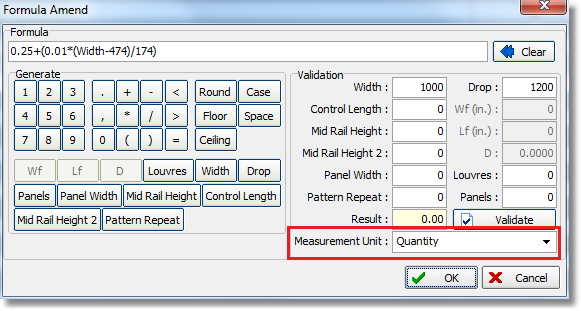 Formula Amend
Formula
0.25+(0.01*(Width-474)/174)
Clear
Generate
1 2 3 . + - < Round Case
4 5 6 , * / > Floor Space
7 8 9 0 ( ) = Ceiling
Wf Lf D Louvres Width Drop
Panels Panel Width Mid Rail Height Control Length
Mid Rail Height 2 Pattern Repeat
Validation
Width : 1000 Drop : 1200
Control Length : 0 Wf (in.) : 0
Mid Rail Height : 0 Lf (in.) : 0
Mid Rail Height 2 : 0 D : 0.0000
Panel Width : 0 Louvres : 0
Pattern Repeat : 0 Panels : 0
Result : 0.00 Validate
Measurement Unit : Quantity
OK Cancel